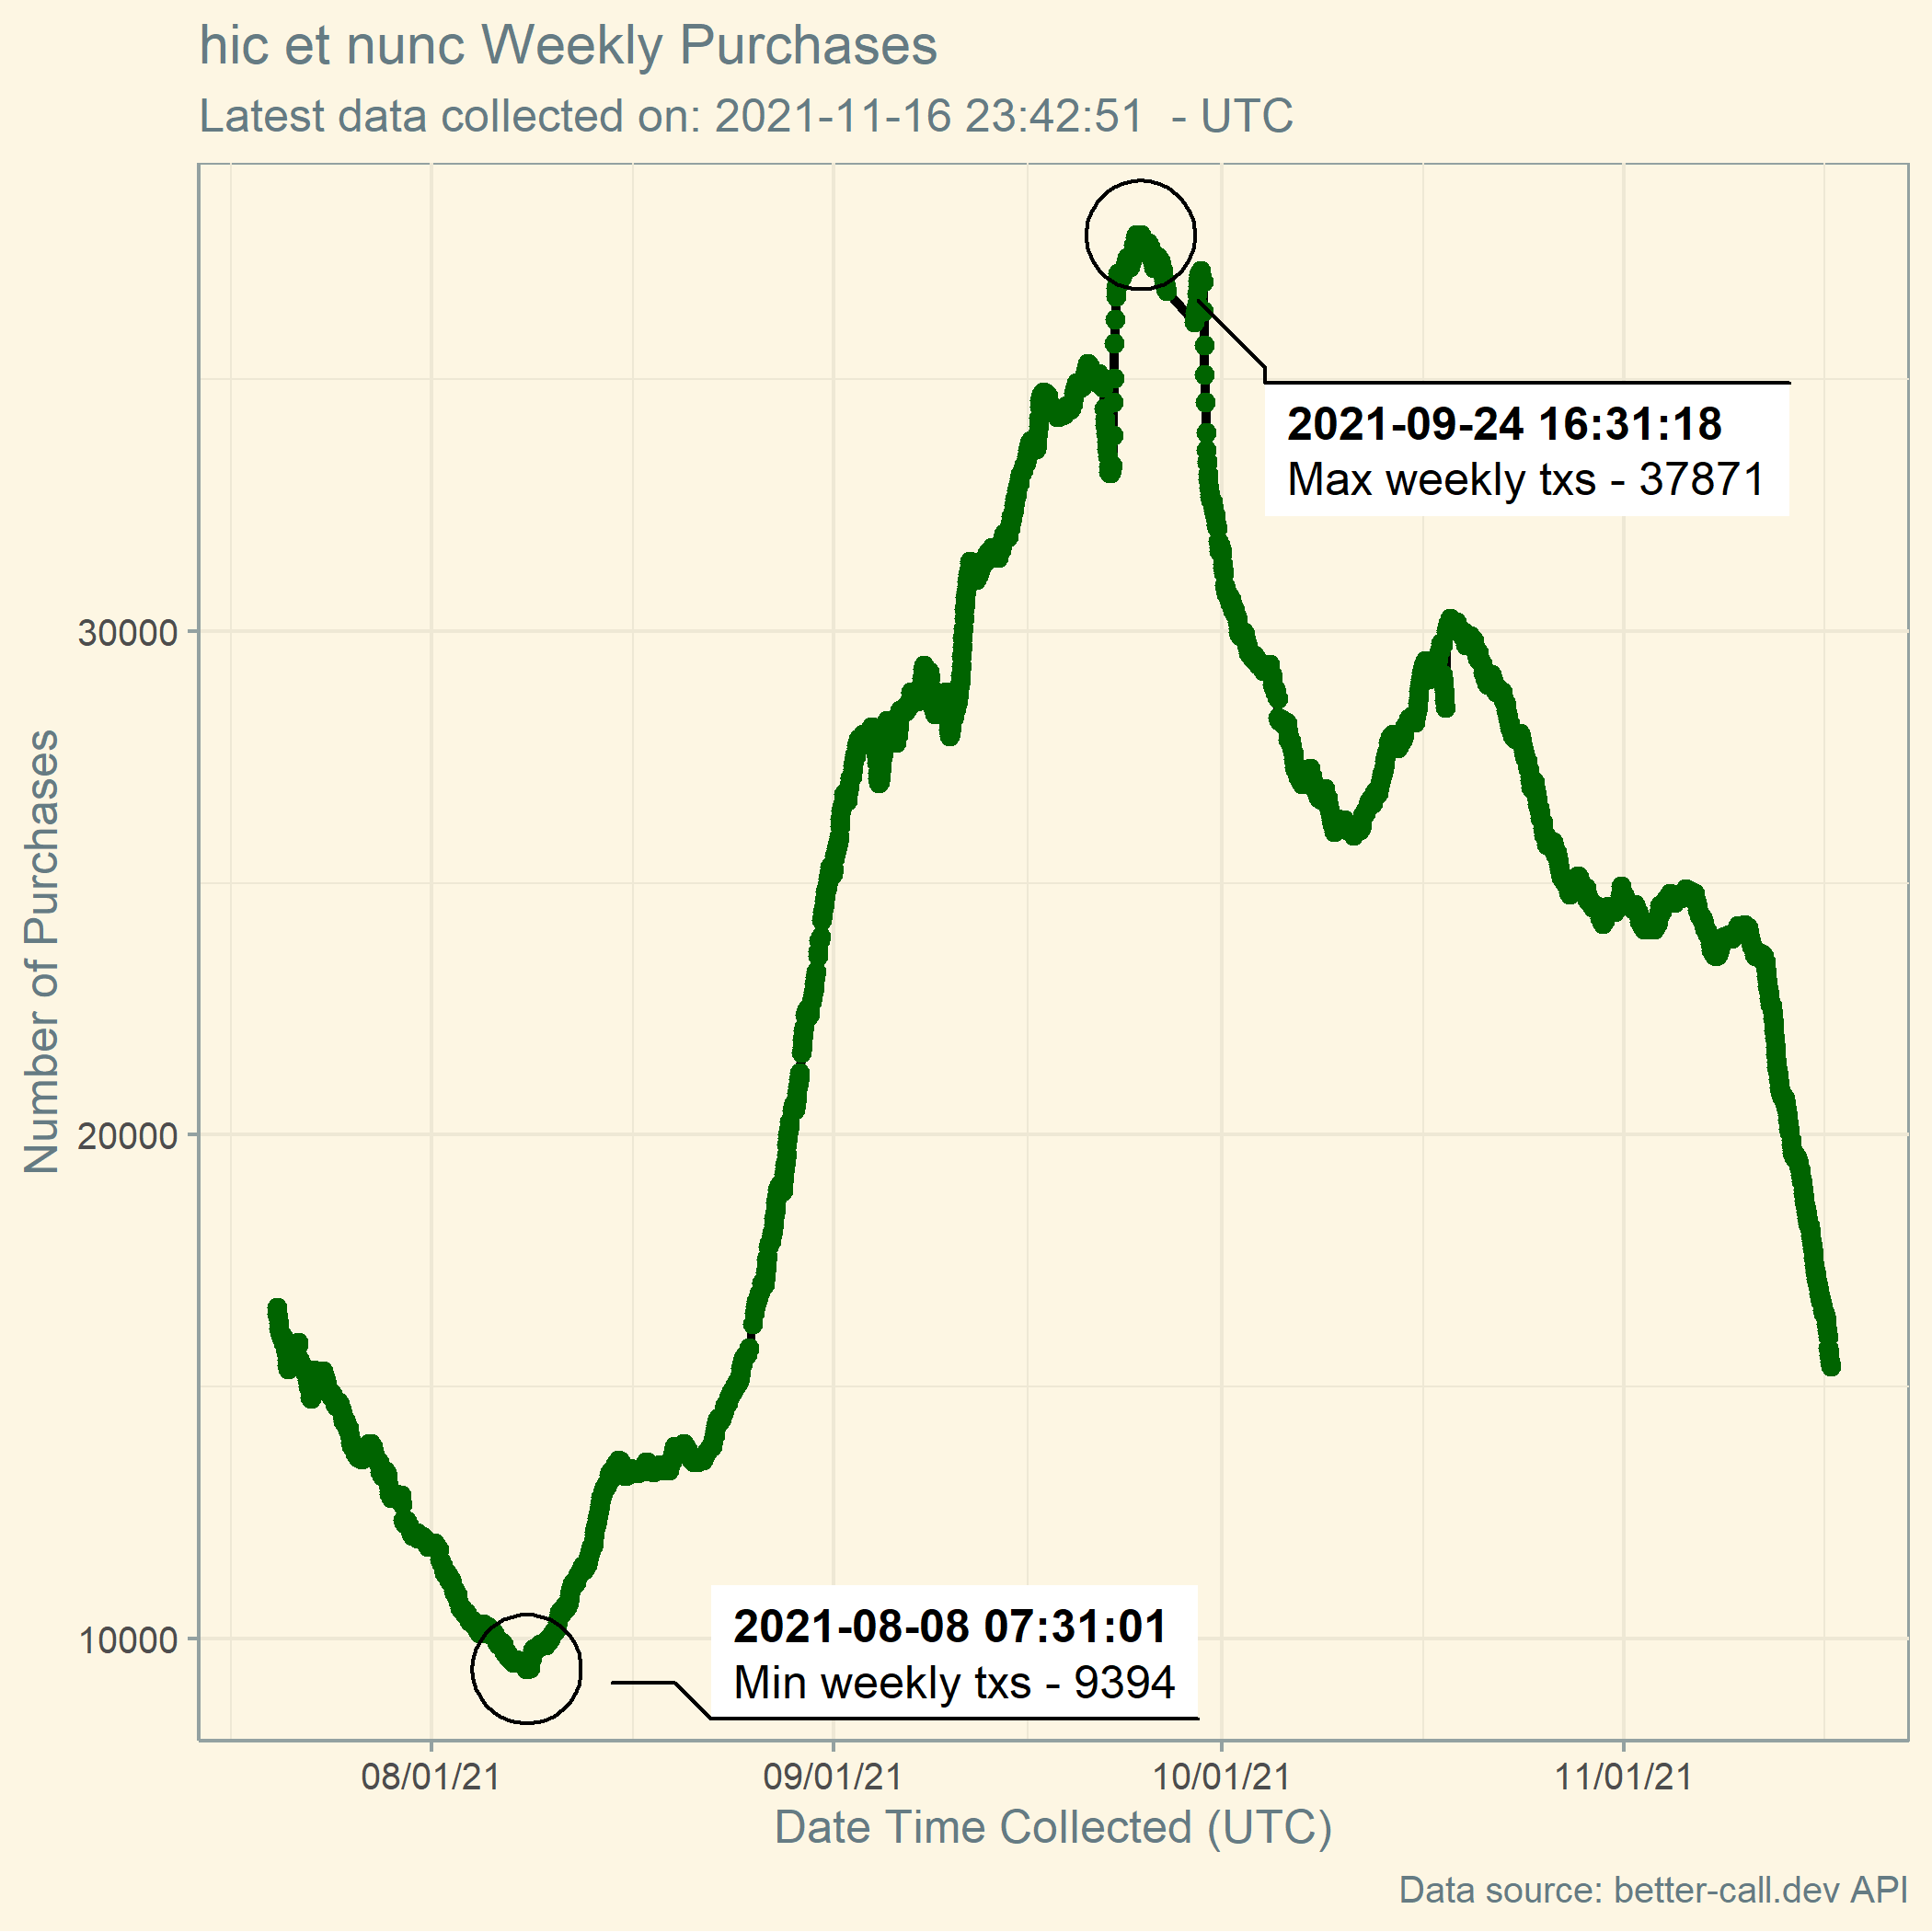 hic et nunc Weekly Purchases
Latest data collected on: 2021-11-16 23:42:51 - UTC
2021-09-24 16:31:18
Max weekly txs - 37871
Number of Purchases
30000
20000
10000
2021-08-08 07:31:01
Min weekly txs - 9394
08/01/21 09/01/21 10/01/21 11/01/21
Date Time Collected (UTC)
Data source: better-call.dev API